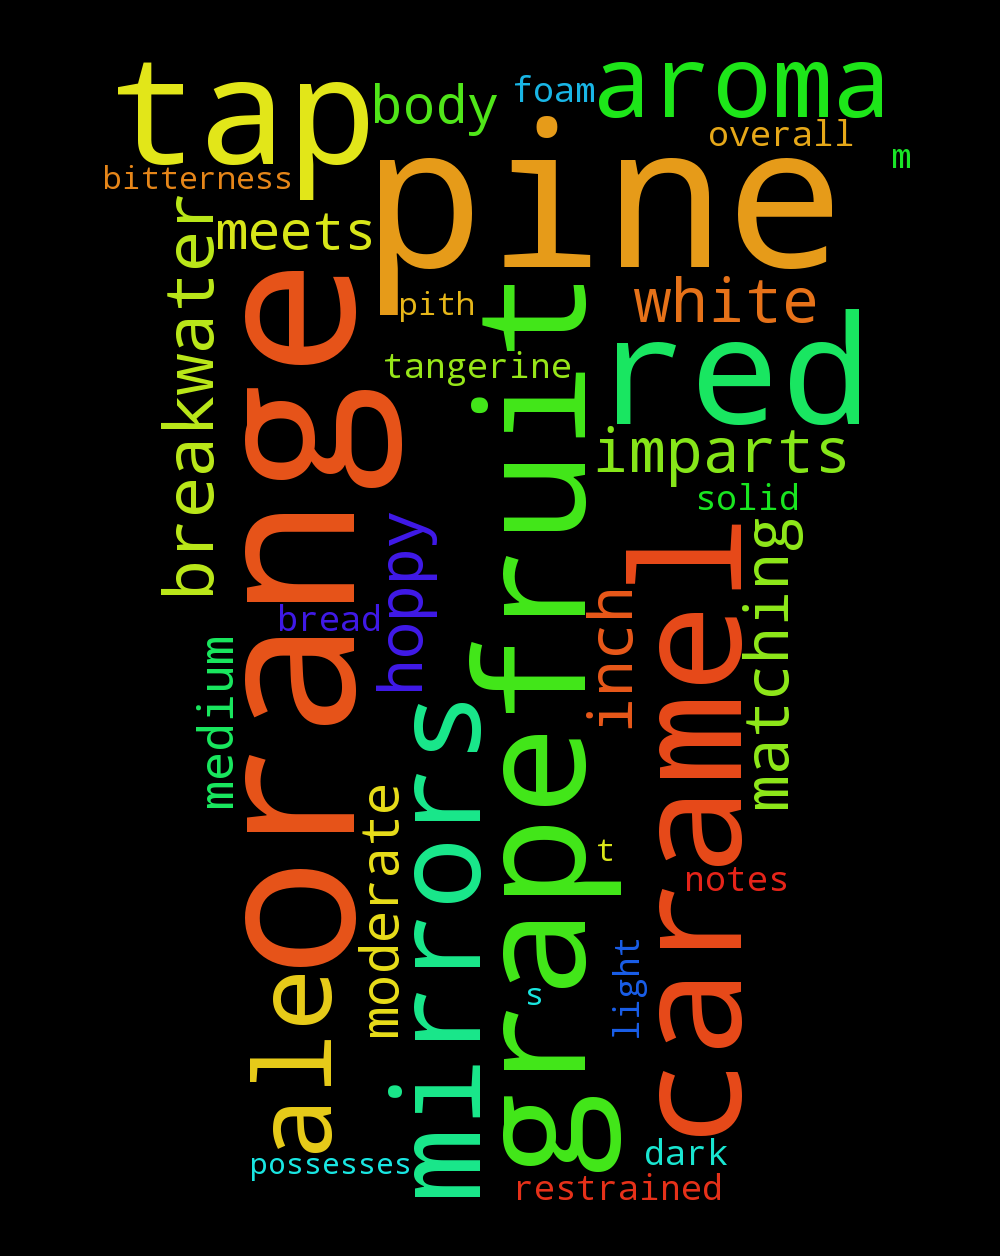 tap
body
foam
aroma
overall
m
bitterness
pine
breakwater
meets
orange
pith
white
grapefruit
tangerine
red
imparts
solid
hoppy
bread
inch
caramel
matching
medium
mirrors
moderate
t
notes
ale
s
light
possesses
dark
restrained